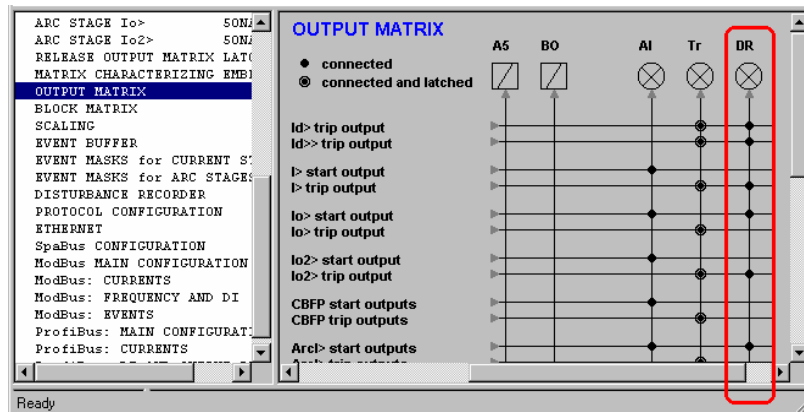 ARC STAGE Io>
ARC STAGE Io2>
RELEASE OUTPUT MATRIX
MATRIX CHARACTERIZING
OUTPUT MATRIX
BLOCK MATRIX
SCALING
EVENT BUFFER
EVENT MASKS for CURRENT
EVENT MASKS for ARC STAGES
DISTURBANCE RECORDER
PROTOCOL CONFIGURATION
ETHERNET
SpaBus CONFIGURATION
ModBus MAIN CONFIGURATION
ModBus: CURRENTS
ModBus: FREQUENCY AND DI
ModBus: EVENTS
ProfiBus: MAIN
ProfiBus: CURRENTS
OUTPUT MATRIX
A5 BO AI Tr DR
connected
connected and latched
Id> trip output
Id>> trip output
I> start output
I> trip output
Io> start output
Io> trip output
Io2> start output
Io2> trip output
CBFP start outputs
CBFP trip outputs
ArcI> start outputs
Ready